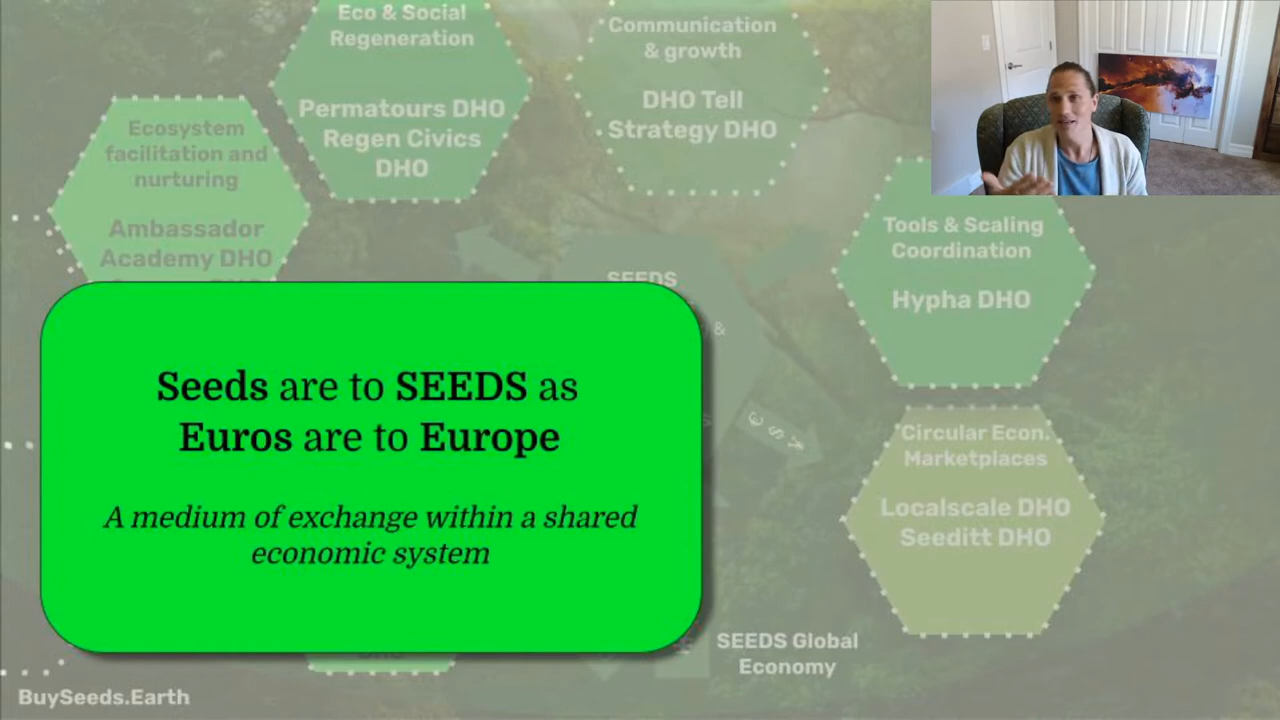 Eco & Social
Regeneration
Permatours DHO
Regen Civics
DHO
Communication
& growth
DHO Tell
Strategy DHO
Ecosystem
facilitation and
nurturing
Ambassador
Academy DHO
Tools & Scaling
Coordination
Hypha DHO
SEEDS
&
Seeds are to SEEDS as
Euros are to Europe
A medium of exchange within a shared
economic system
€ $ ¥
Circular Econ.
Marketplaces
Localscale DHO
Seeditt DHO
SEEDS Global
Economy
BuySeeds.Earth